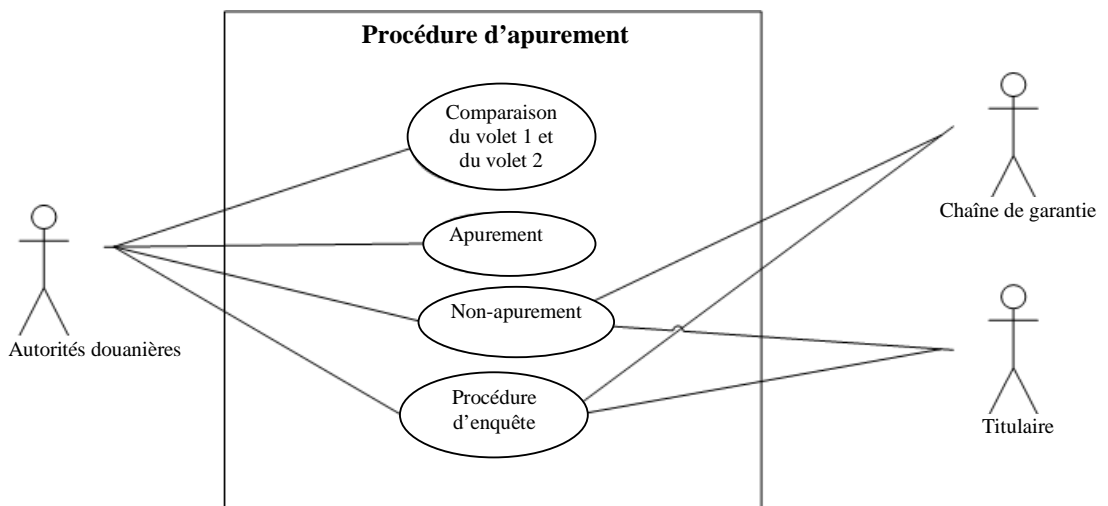 Procédure d'apurement
Comparaison
du volet 1 et
du volet 2
Chaîne de garantie
Apurement
Non-apurement
Autorités douanières
Procédure
d'enquête
Titulaire